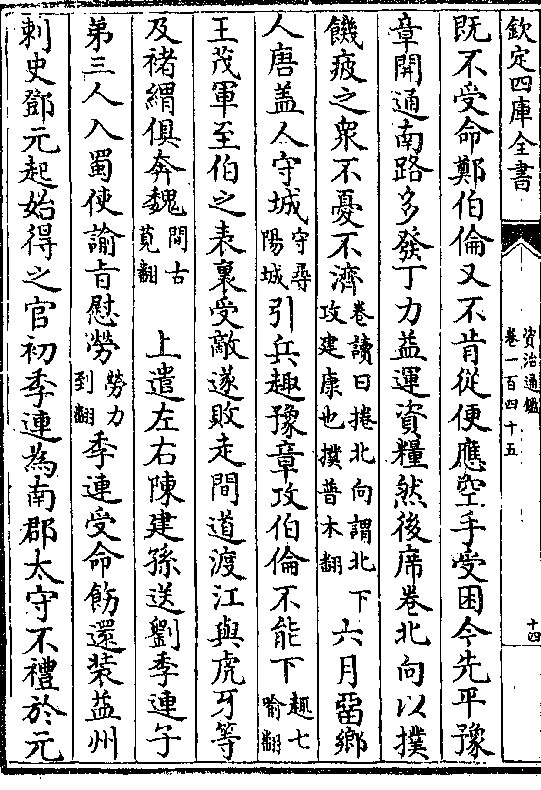 欽定四庫全書
資治通鑑
卷一百四十五
十四
既不受命鄭伯倫又不肯從便應空手受困今先平豫
章開通南路多發丁力益運資糧然後席卷北向以撲
饑疲之衆不憂不濟卷讀曰捲北向謂北下攻建康也撲普木翻六月留鄉
人唐盖人守城守尋陽城引兵趣豫章攻伯倫不能下趣七喻翻
王茂軍至伯之表裏受敵遂敗走間道渡江與虎牙等
及褚緭俱奔魏間古莧翻上遣左右陳建孫送劉季連子
弟三人入蜀使諭㫖慰勞勞力到翻季連受命飭還裝益州
刺史鄧元起始得之官初季連為南郡太守不禮於元